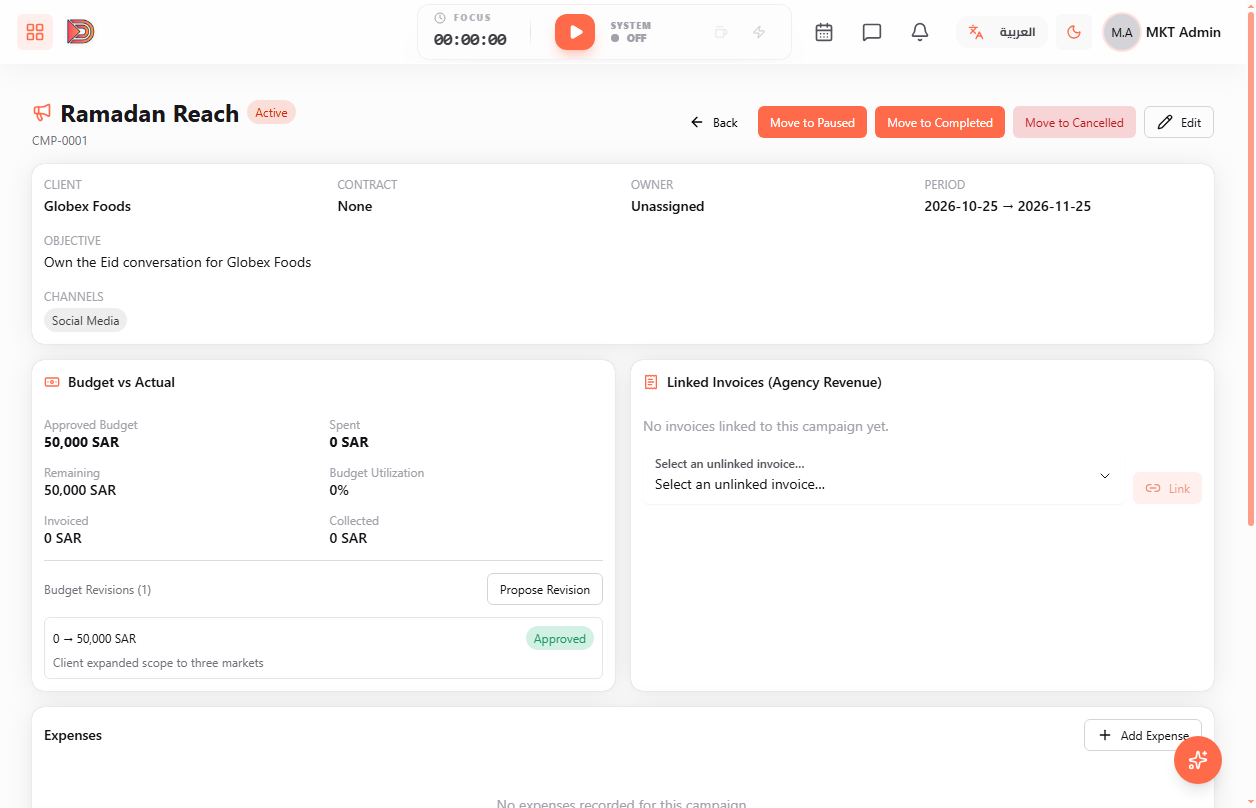 FOCUS
00:00:00
SYSTEM
OFF
العربية
M.A
MKT Admin
Ramadan Reach
Active
CMP-0001
Back
Move to Paused
Move to Completed
Move to Cancelled
Edit
CLIENT
Globex Foods
CONTRACT
None
OWNER
Unassigned
PERIOD
2026-10-25 → 2026-11-25
OBJECTIVE
Own the Eid conversation for Globex Foods
CHANNELS
Social Media
Budget vs Actual
Approved Budget
50,000 SAR
Spent
0 SAR
Remaining
50,000 SAR
Budget Utilization
0%
Invoiced
0 SAR
Collected
0 SAR
Budget Revisions (1)
Propose Revision
0 → 50,000 SAR
Approved
Client expanded scope to three markets
Linked Invoices (Agency Revenue)
No invoices linked to this campaign yet.
Select an unlinked invoice...
Select an unlinked invoice...
Link
Expenses
Add Expense
No expenses recorded for this campaign